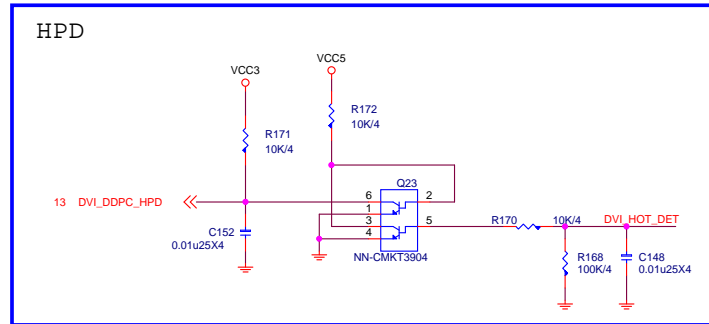 HPD
VCC3
VCC5
R171
10K/4
R172
10K/4
13 DVI_DDPC_HPD
C152
0.01u25X4
Q23
6
1
3
4
2
5
NN-CMKT3904
R170
10K/4
DVI_HOT_DET
R168
100K/4
C148
0.01u25X4